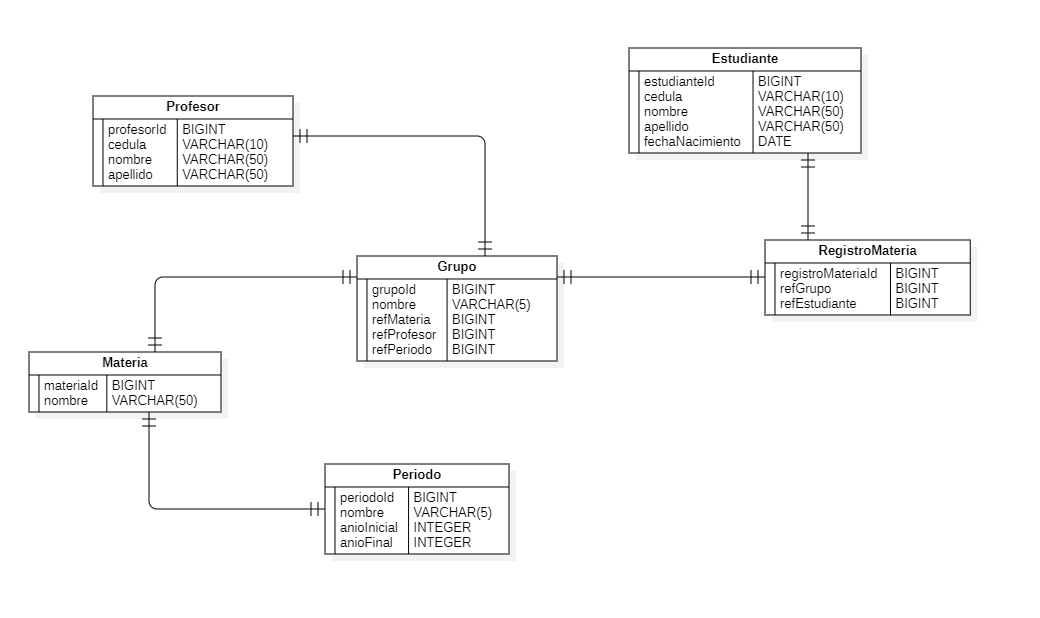 Estudiante
estudianteId BIGINT
cedula VARCHAR(10)
nombre VARCHAR(50)
apellido VARCHAR(50)
fechaNacimiento DATE
Profesor
profesorId BIGINT
cedula VARCHAR(10)
nombre VARCHAR(50)
apellido VARCHAR(50)
RegistroMateria
registroMateriaId BIGINT
refGrupo BIGINT
refEstudiante BIGINT
Grupo
grupoId BIGINT
nombre VARCHAR(5)
refMateria BIGINT
refProfesor BIGINT
refPeriodo BIGINT
Materia
materiaId BIGINT
nombre VARCHAR(50)
Periodo
periodoId BIGINT
nombre VARCHAR(5)
anioInicial INTEGER
anioFinal INTEGER